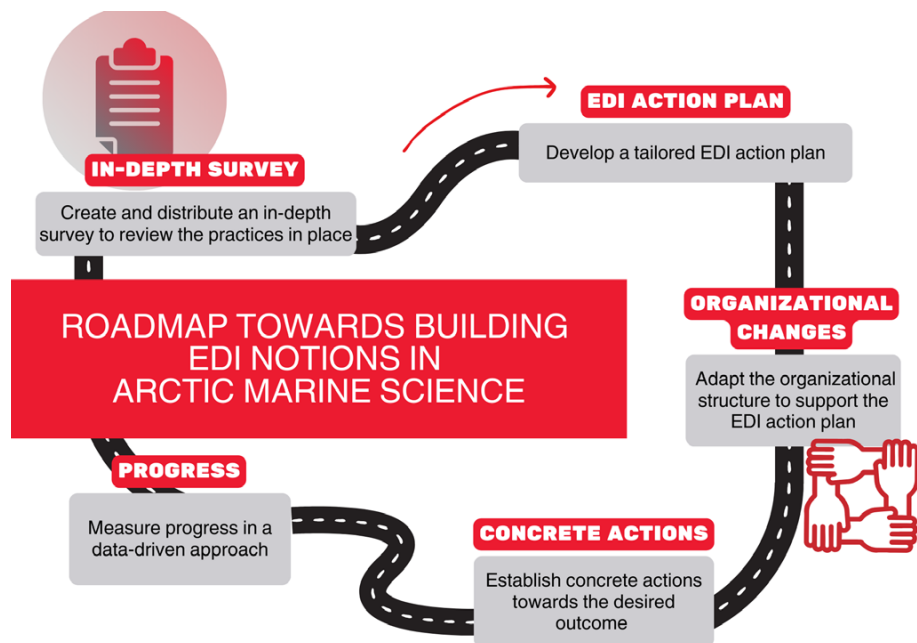 IN-DEPTH SURVEY
Create and distribute an in-depth
survey to review the practices in place
EDI ACTION PLAN
Develop a tailored EDI action plan
ORGANIZATIONAL
CHANGES
Adapt the organizational
structure to support the
EDI action plan
CONCRETE ACTIONS
Establish concrete actions
towards the desired
outcome
PROGRESS
Measure progress in a
data-driven approach
ROADMAP TOWARDS BUILDING
EDI NOTIONS IN
ARCTIC MARINE SCIENCE